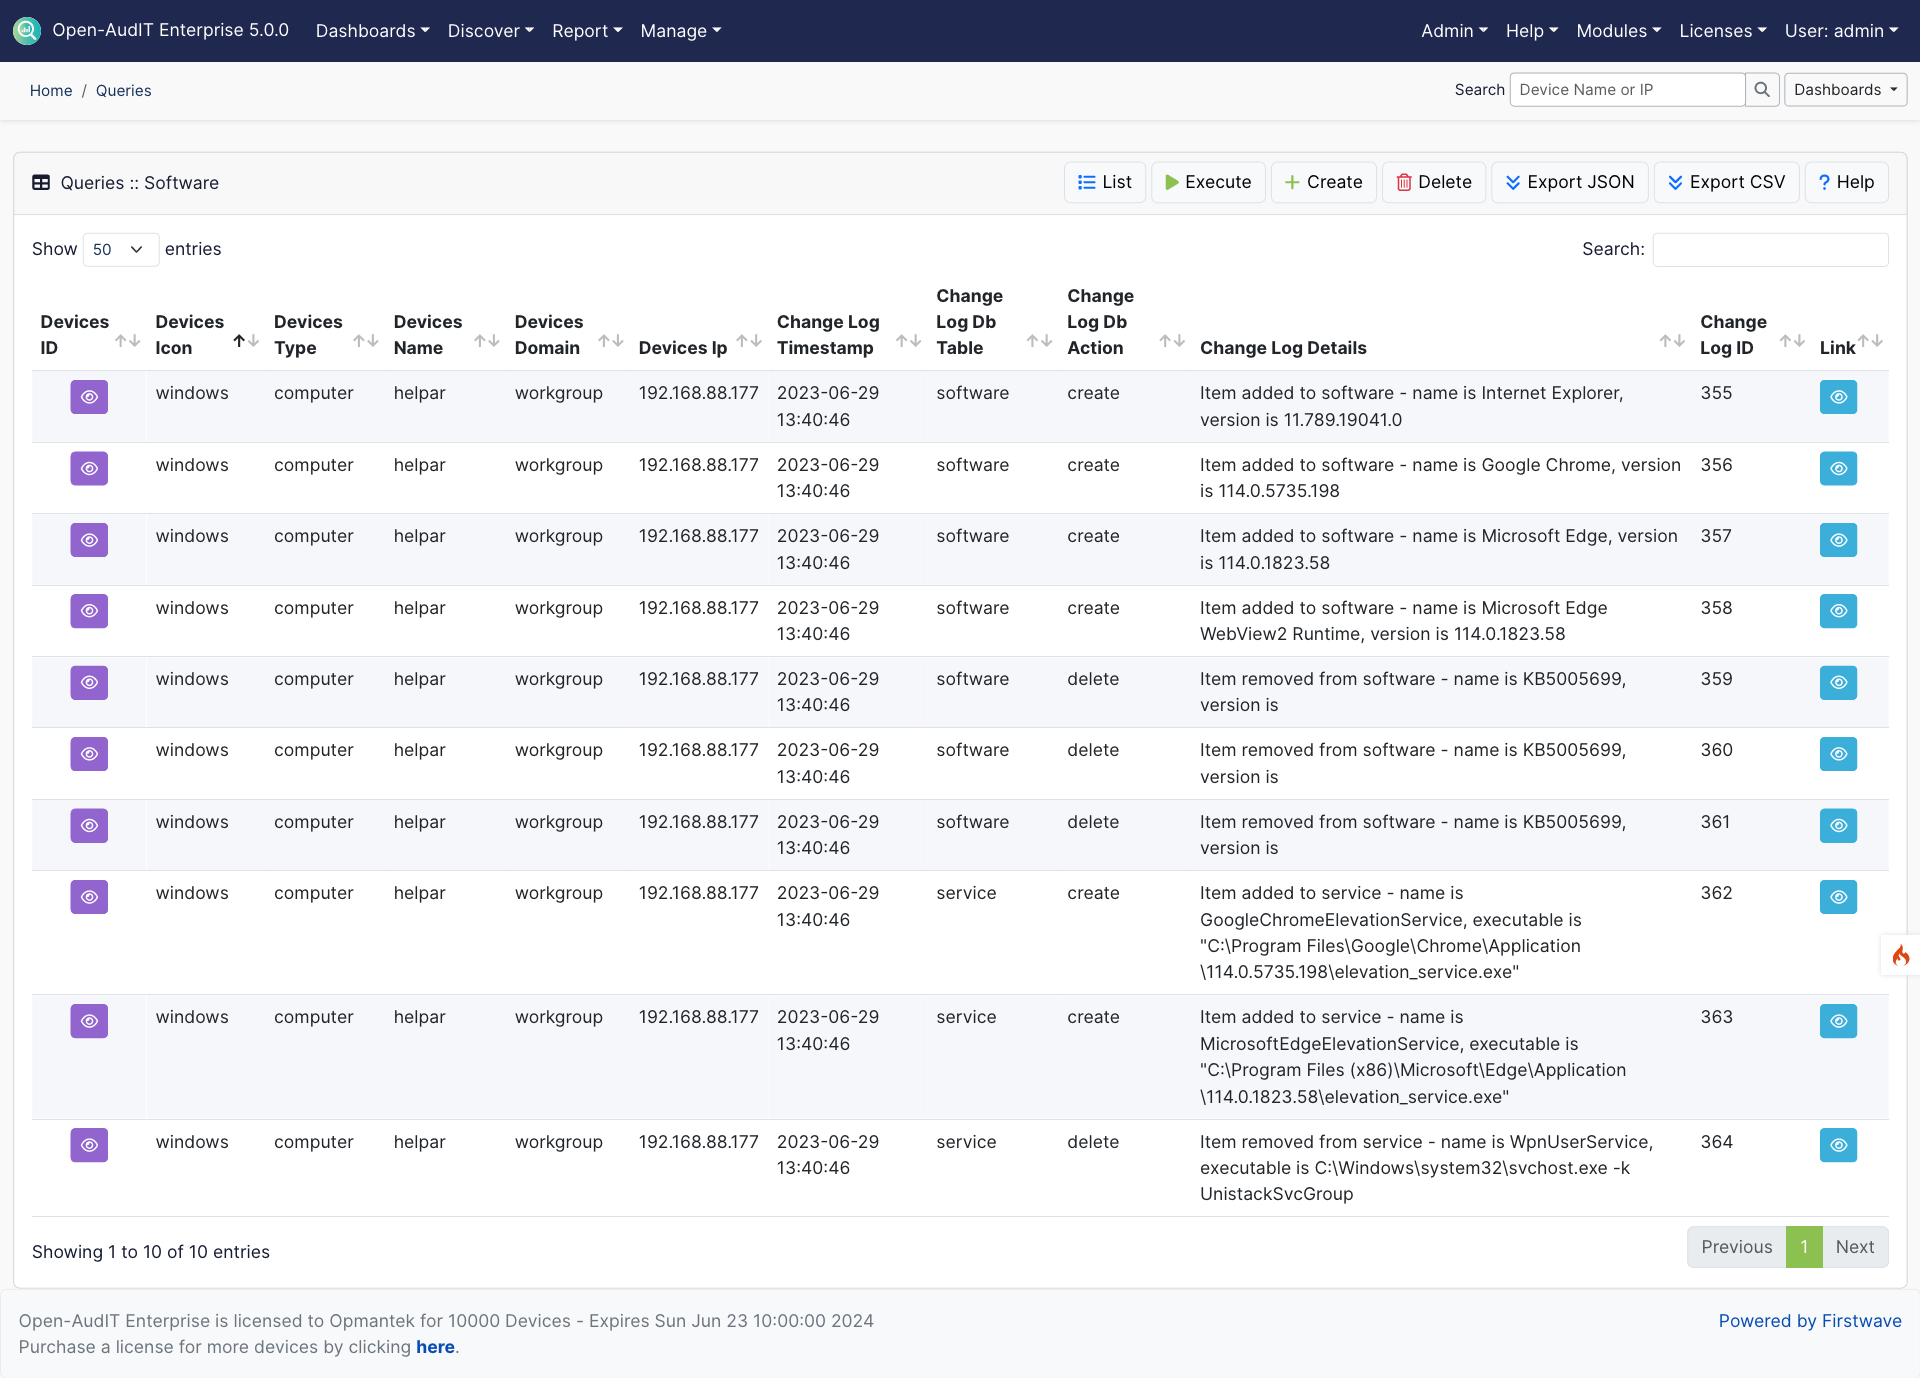 Open-AudIT Enterprise 5.0.0 Dashboards Discover Report Manage Admin Help Modules Licenses User: admin
Home / Queries Search Device Name or IP Dashboards
Queries :: Software List Execute Create Delete Export JSON Export CSV ? Help
Show 50 entries Search:
Devices ID Devices Icon Devices Type Devices Name Devices Domain Devices Ip Change Log Timestamp Change Log Db Table Change Log Db Action Change Log Details Change Log ID Link
windows computer helpar workgroup 192.168.88.177 2023-06-29 software create Item added to software - name is Internet Explorer, 355
13:40:46 version is 11.789.19041.0
windows computer helpar workgroup 192.168.88.177 2023-06-29 software create Item added to software - name is Google Chrome, version 356
13:40:46 is 114.0.5735.198
windows computer helpar workgroup 192.168.88.177 2023-06-29 software create Item added to software - name is Microsoft Edge, version 357
13:40:46 is 114.0.1823.58
windows computer helpar workgroup 192.168.88.177 2023-06-29 software create Item added to software - name is Microsoft Edge 358
13:40:46 WebView2 Runtime, version is 114.0.1823.58
windows computer helpar workgroup 192.168.88.177 2023-06-29 software delete Item removed from software - name is KB5005699, 359
13:40:46 version is
windows computer helpar workgroup 192.168.88.177 2023-06-29 software delete Item removed from software - name is KB5005699, 360
13:40:46 version is
windows computer helpar workgroup 192.168.88.177 2023-06-29 software delete Item removed from software - name is KB5005699, 361
13:40:46 version is
windows computer helpar workgroup 192.168.88.177 2023-06-29 service create Item added to service - name is 362
13:40:46 GoogleChromeElevationService, executable is
"C:\Program Files\Google\Chrome\Application
\114.0.5735.198\elevation_service.exe"
windows computer helpar workgroup 192.168.88.177 2023-06-29 service create Item added to service - name is 363
13:40:46 MicrosoftEdgeElevationService, executable is
"C:\Program Files (x86)\Microsoft\Edge\Application
\114.0.1823.58\elevation_service.exe"
windows computer helpar workgroup 192.168.88.177 2023-06-29 service delete Item removed from service - name is WpnUserService, 364
13:40:46 executable is C:\Windows\system32\svchost.exe -k
UnistackSvcGroup
Showing 1 to 10 of 10 entries Previous 1 Next
Open-AudIT Enterprise is licensed to Opmantek for 10000 Devices - Expires Sun Jun 23 10:00:00 2024 Powered by Firstwave
Purchase a license for more devices by clicking here.